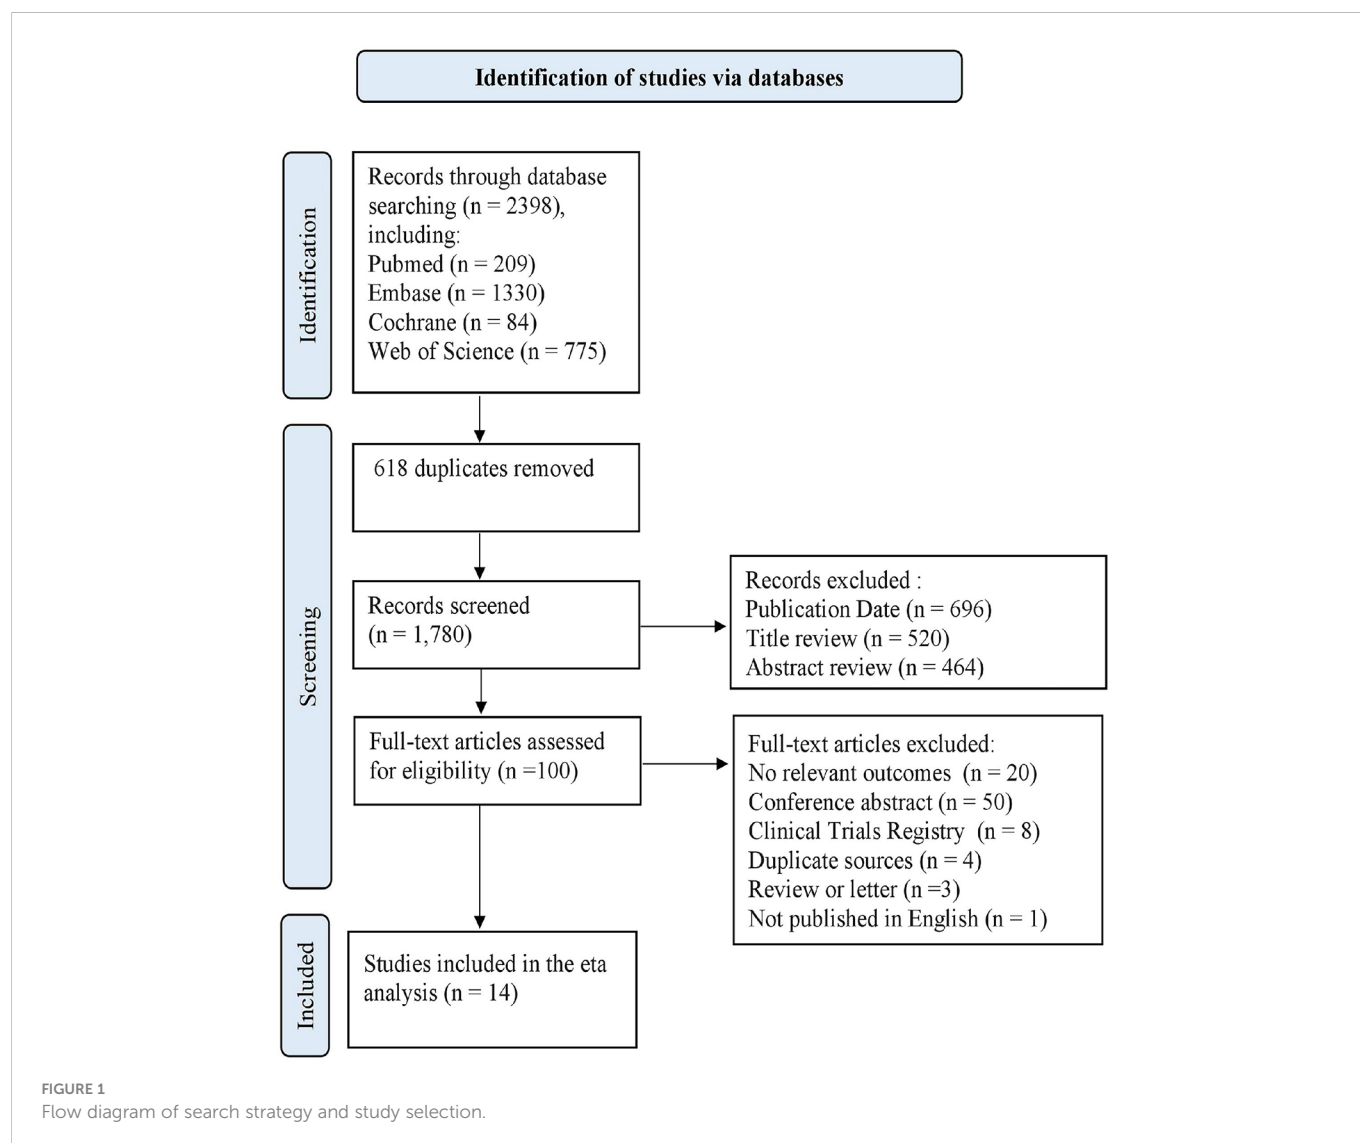 Identification of studies via databases
Identification
Records through database
searching (n = 2398),
including:
Pubmed (n = 209)
Embase (n = 1330)
Cochrane (n = 84)
Web of Science (n = 775)
Screening
618 duplicates removed
Records screened
(n = 1,780)
Records excluded :
Publication Date (n = 696)
Title review (n = 520)
Abstract review (n = 464)
Full-text articles assessed
for eligibility (n =100)
Full-text articles excluded:
No relevant outcomes  (n = 20)
Conference abstract (n = 50)
Clinical Trials Registry  (n = 8)
Duplicate sources (n = 4)
Review or letter (n =3)
Not published in English (n = 1)
Included
Studies included in the eta
analysis (n = 14)
FIGURE 1
Flow diagram of search strategy and study selection.